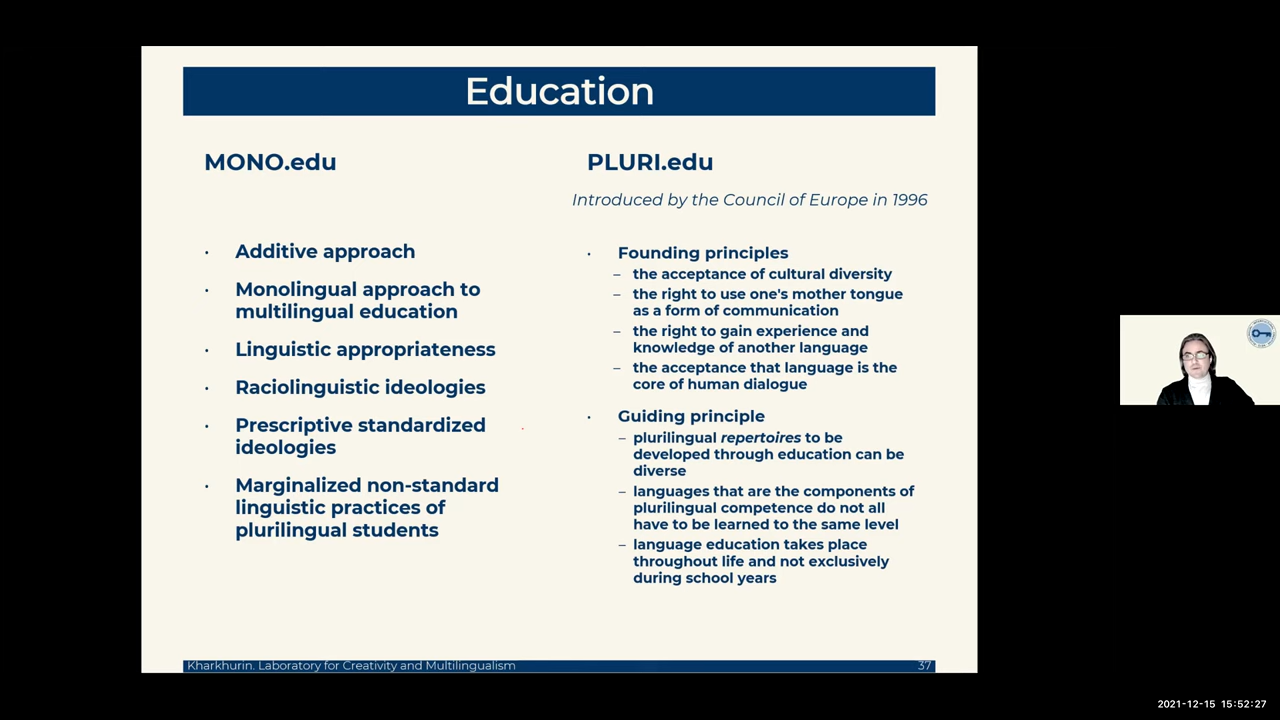 Education
MONO.edu
· Additive approach
· Monolingual approach to
multilingual education
· Linguistic appropriateness
· Raciolinguistic ideologies
· Prescriptive standardized
ideologies
· Marginalized non-standard
linguistic practices of
plurilingual students
PLURI.edu
Introduced by the Council of Europe in 1996
· Founding principles
– the acceptance of cultural diversity
– the right to use one's mother tongue
as a form of communication
– the right to gain experience and
knowledge of another language
– the acceptance that language is the
core of human dialogue
· Guiding principle
– plurilingual repertoires to be
developed through education can be
diverse
– languages that are the components of
plurilingual competence do not all
have to be learned to the same level
– language education takes place
throughout life and not exclusively
during school years
Kharkhurin. Laboratory for Creativity and Multilingualism
37
2021-12-15 15:52:27